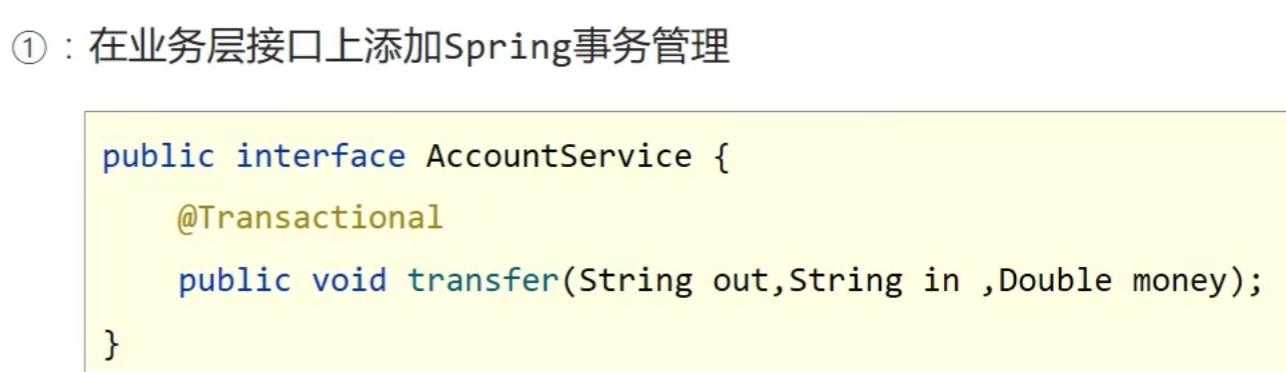 ①：在业务层接口上添加Spring事务管理
public interface AccountService {
@Transactional
public void transfer(String out,String in ,Double money);
}